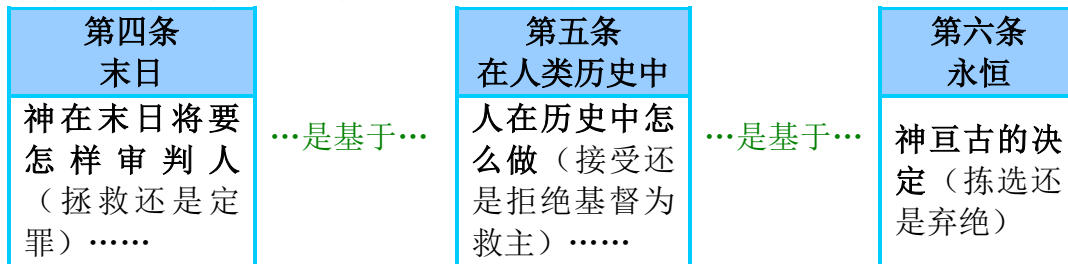 第四条
末日
神在末日将要
怎样审判人
（拯救还是定
罪）……
…是基于…
第五条
在人类历史中
人在历史中怎
么做（接受还
是拒绝基督为
救主）……
…是基于…
第六条
永恒
神亘古的决
定（拣选还
是弃绝）